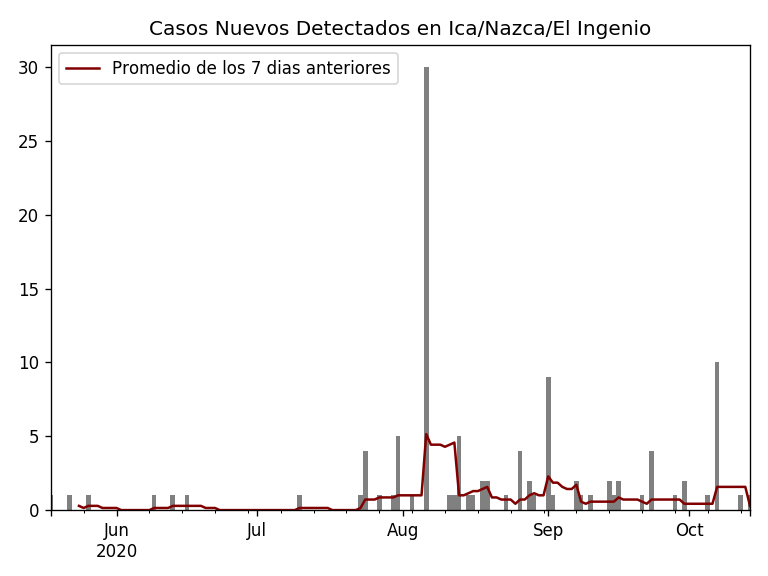 Casos Nuevos Detectados en Ica/Nazca/El Ingenio
Promedio de los 7 dias anteriores
30
25
20
15
10
5
0
Jun Jul Aug Sep Oct
2020